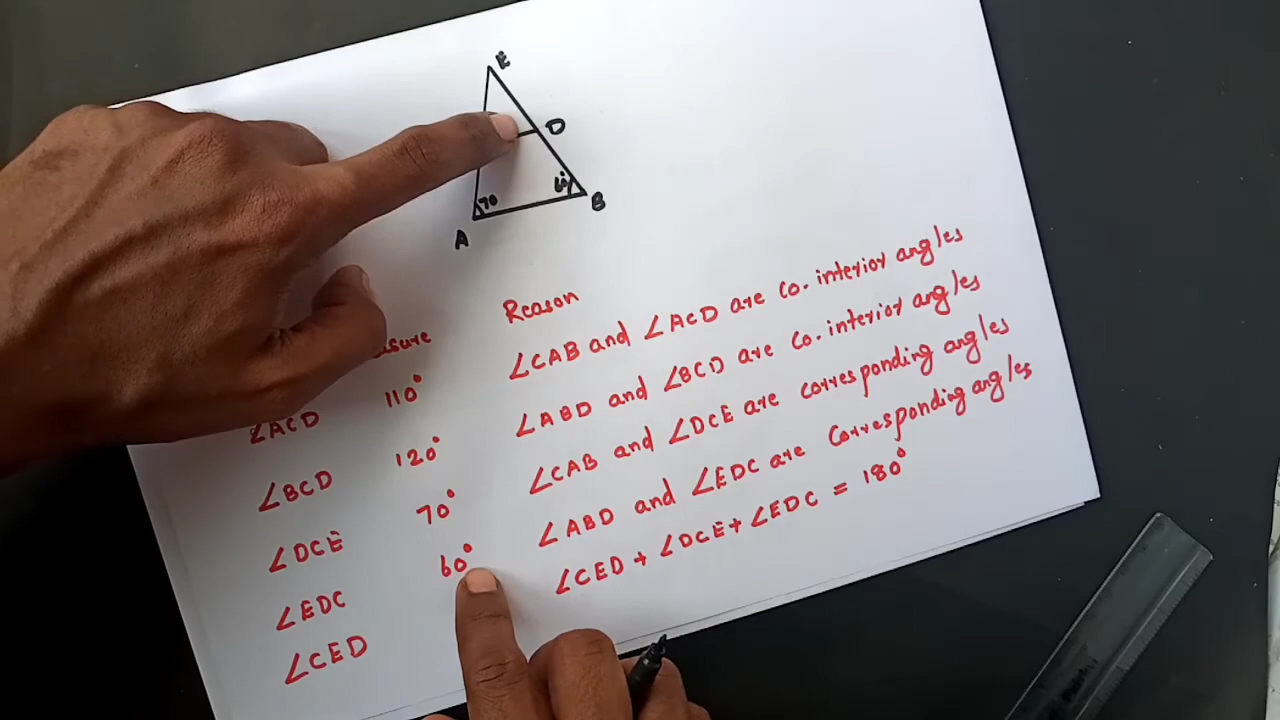 E
D
70
60°
B
A
Reason
∠ACD 110° ∠CAB and ∠ACD are co.interior angles
∠BCD 120° ∠ABD and ∠BCD are co.interior angles
∠DCE 70° ∠CAB and ∠DCE are corresponding angles
∠EDC 60° ∠ABD and ∠EDC are corresponding angles
∠CED ∠CED + ∠DCE + ∠EDC = 180°